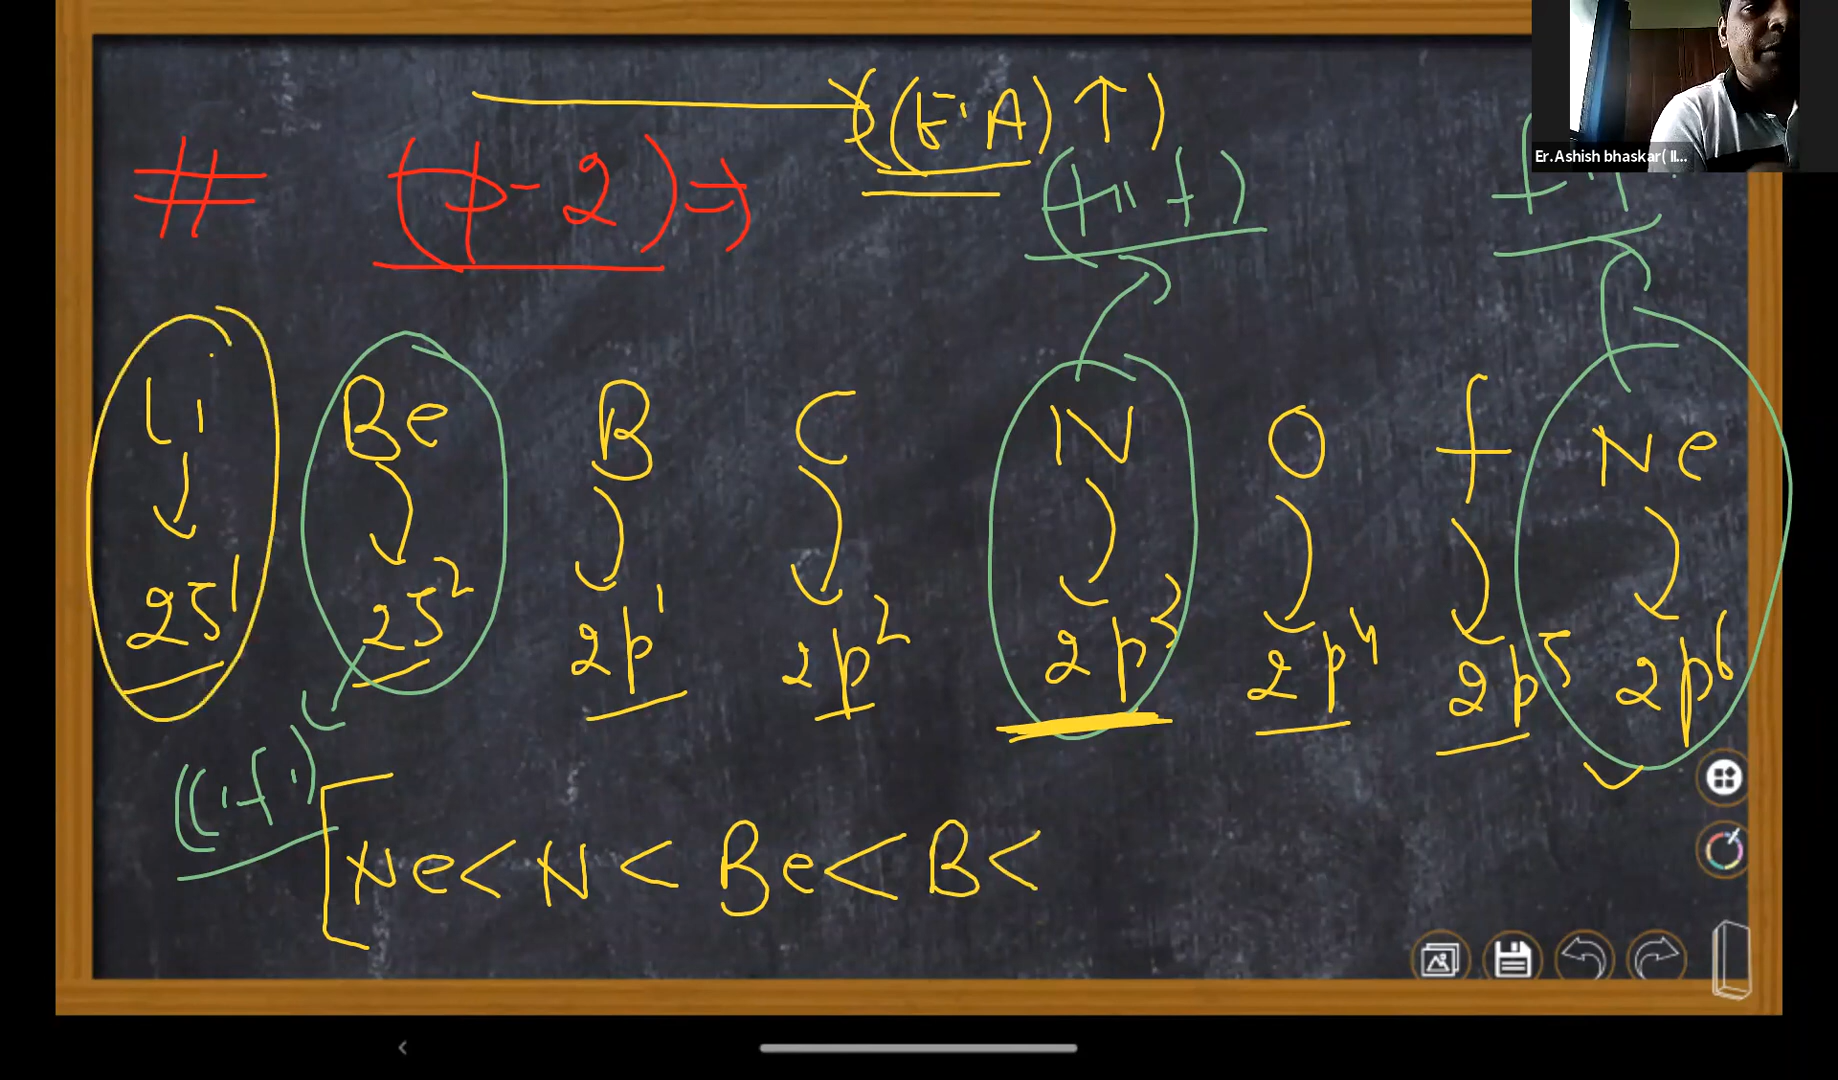 ((E.A) ↑)
# (p-2) ⇒
(H.f)
Er.Ashish bhaskar( II...
Li Be B C N O f Ne
2s¹ 2s² 2p¹ 2p² 2p³ 2p⁴ 2p⁵ 2p⁶
((.f.)
[Ne < N < Be < B <